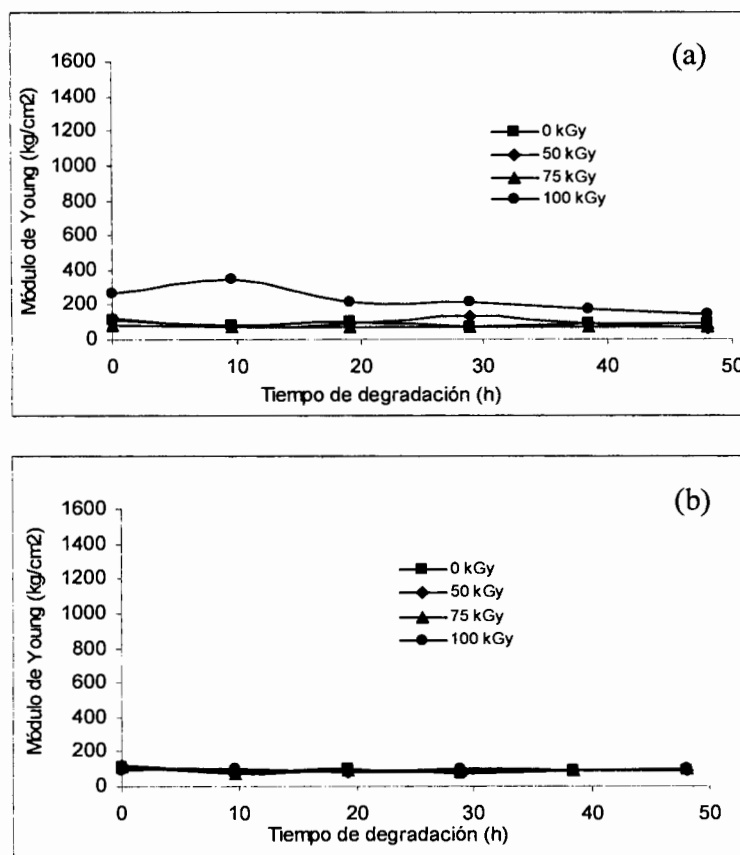 (a)
Módulo de Young (kg/cm2)
1600
1400
1200
1000
800
600
400
200
0
0 kGy
50 kGy
75 kGy
100 kGy
0 10 20 30 40 50
Tiempo de degradación (h)
(b)
Módulo de Young (kg/cm2)
1600
1400
1200
1000
800
600
400
200
0
0 kGy
50 kGy
75 kGy
100 kGy
0 10 20 30 40 50
Tiempo de degradación (h)